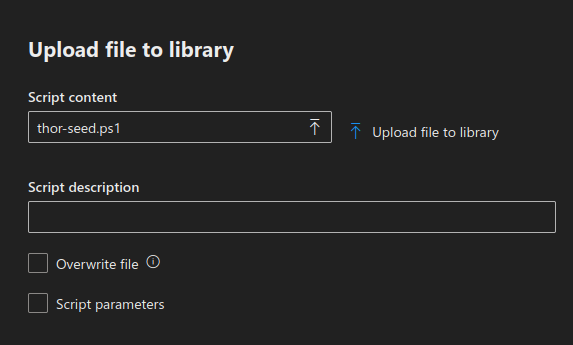 Upload file to library
Script content
thor-seed.ps1
Upload file to library
Script description
Overwrite file
Script parameters